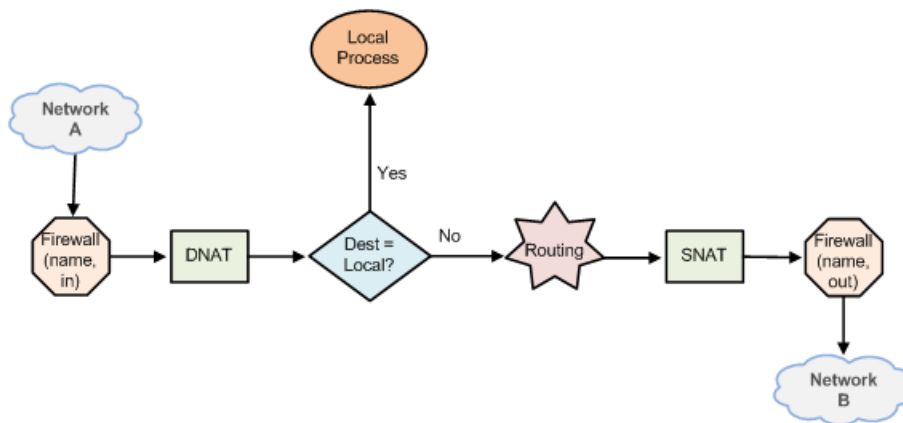 Local
Process
Network
A
Yes
Firewall
(name,
in)
DNAT
Dest =
Local?
No
Routing
SNAT
Firewall
(name,
out)
Network
B